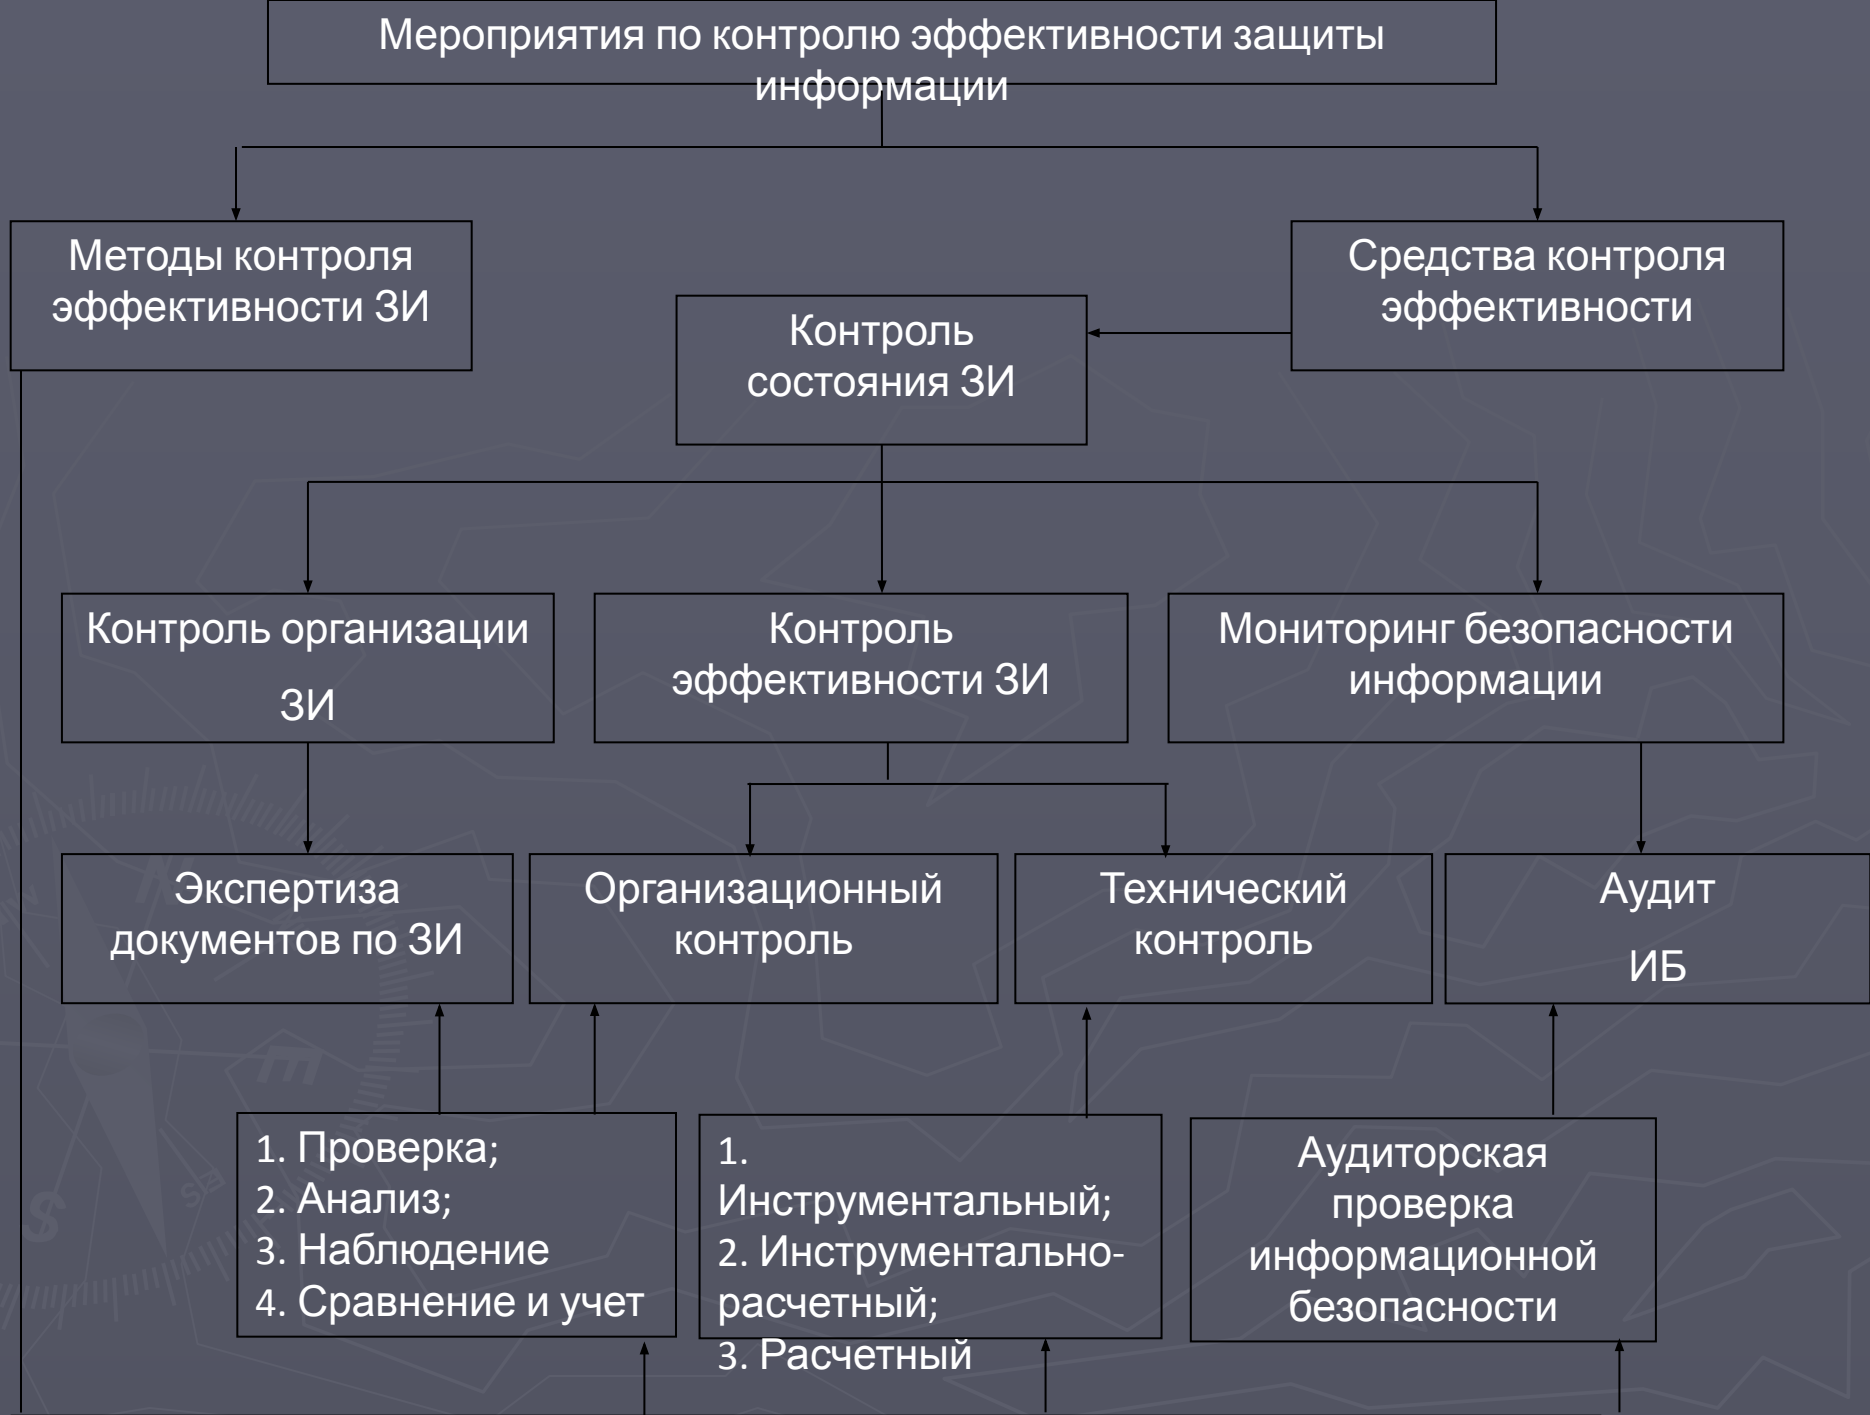 Мероприятия по контролю эффективности защиты
информации
Методы контроля
эффективности ЗИ
Средства контроля
эффективности
Контроль
состояния ЗИ
Контроль организации
ЗИ
Контроль
эффективности ЗИ
Мониторинг безопасности
информации
Экспертиза
документов по ЗИ
Организационный
контроль
Технический
контроль
Аудит
ИБ
1. Проверка;
2. Анализ;
3. Наблюдение
4. Сравнение и учет
1.
Инструментальный;
2. Инструментально-
расчетный;
3. Расчетный
Аудиторская
проверка
информационной
безопасности
N
E
S